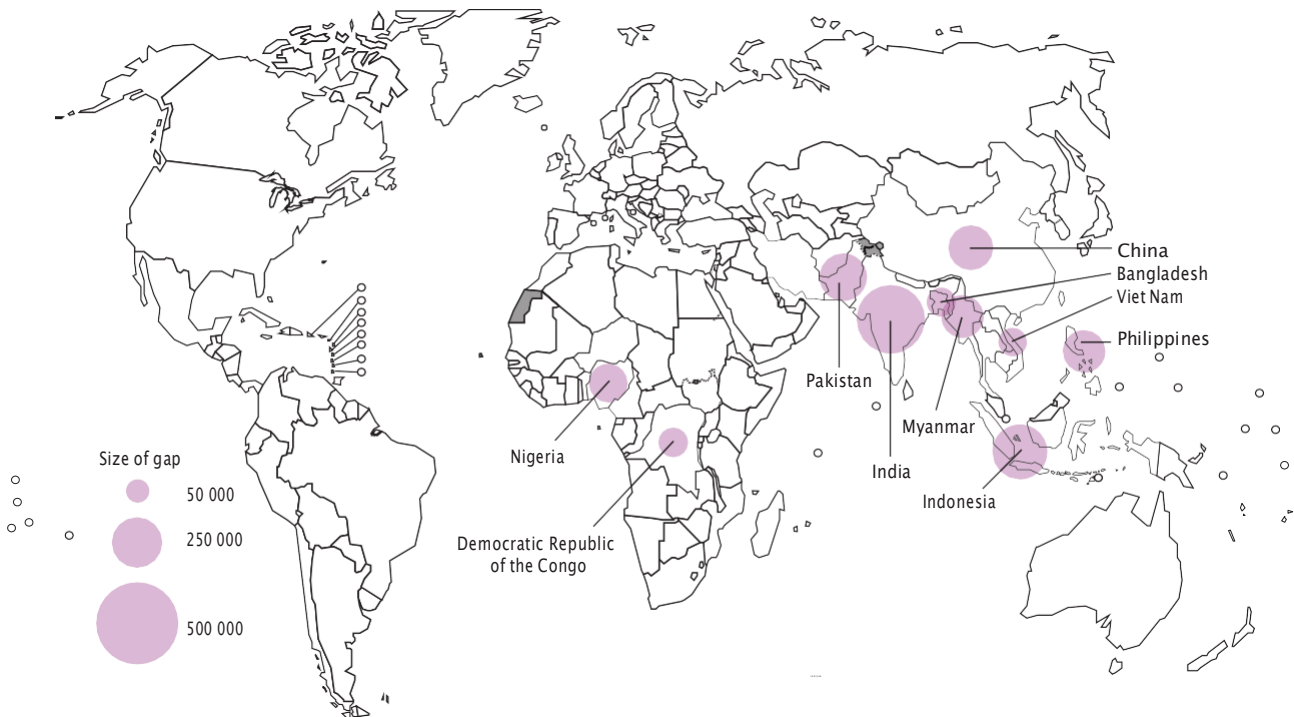 China
Bangladesh
Viet Nam
Philippines
Pakistan
Myanmar
India
Indonesia
Nigeria
Democratic Republic
of the Congo
Size of gap
50 000
250 000
500 000